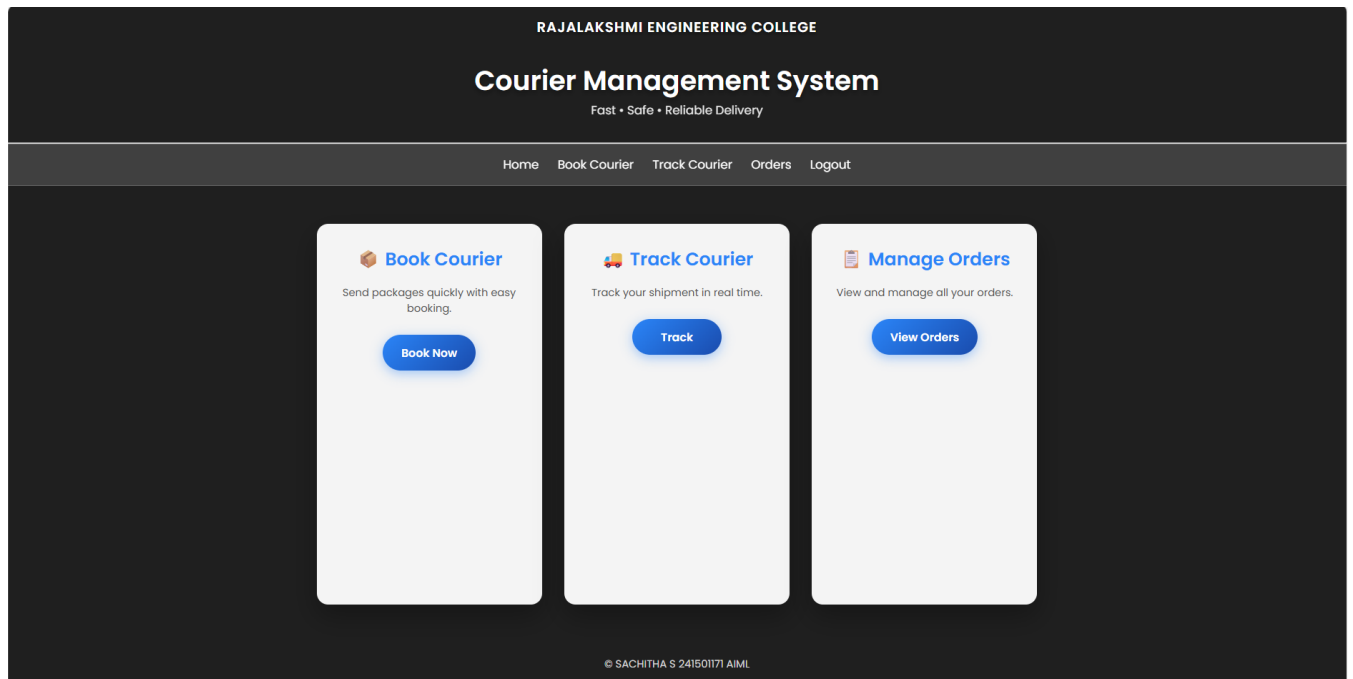 RAJALAKSHMI ENGINEERING COLLEGE
Courier Management System
Fast • Safe • Reliable Delivery
Home Book Courier Track Courier Orders Logout
📦 Book Courier
Send packages quickly with easy
booking.
Book Now
🚚 Track Courier
Track your shipment in real time.
Track
📋 Manage Orders
View and manage all your orders.
View Orders
© SACHITHA S 241501171 AIML